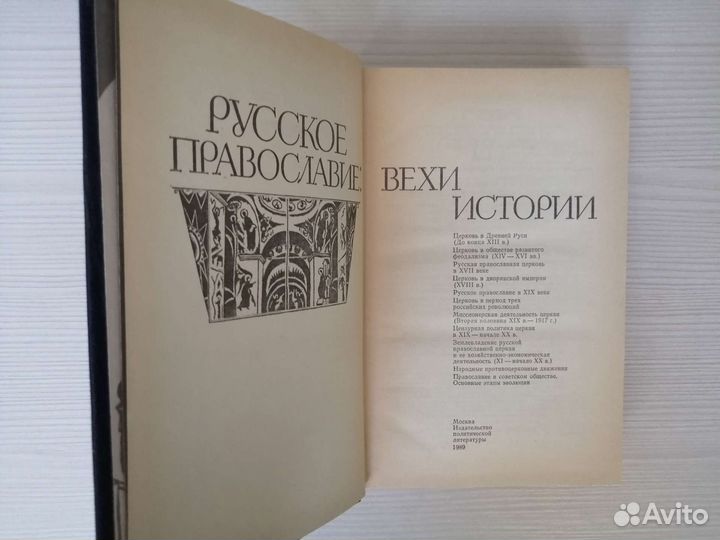 РУССКОЕ
ПРАВОСЛАВИЕ:
ВЕХИ
ИСТОРИИ
Церковь в Древней Руси
(До конца XIII в.)
Церковь в обществе развитого
феодализма (XIV — XVI вв.)
Русская православная церковь
в XVII веке
Церковь в дворянской империи
(XVIII в.)
Русское православие в XIX веке
Церковь в период трех
российских революций
Миссионерская деятельность церкви
(Вторая половина XIX в. — 1917 г.)
Цензурная политика церкви
в XIX — начале XX в.
Землевладение русской
православной церкви
и ее хозяйственно-экономическая
деятельность (XI — начало XX в.)
Народные противоцерковные движения
Православие в советском обществе.
Основные этапы эволюции
Москва
Издательство
политической
литературы
1989
Avito